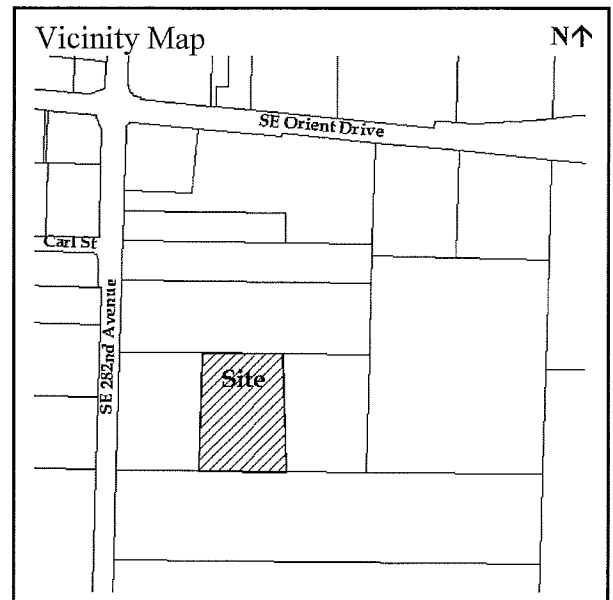 Vicinity Map
N↑
SE Orient Drive
Carl St
SE 282nd Avenue
Site